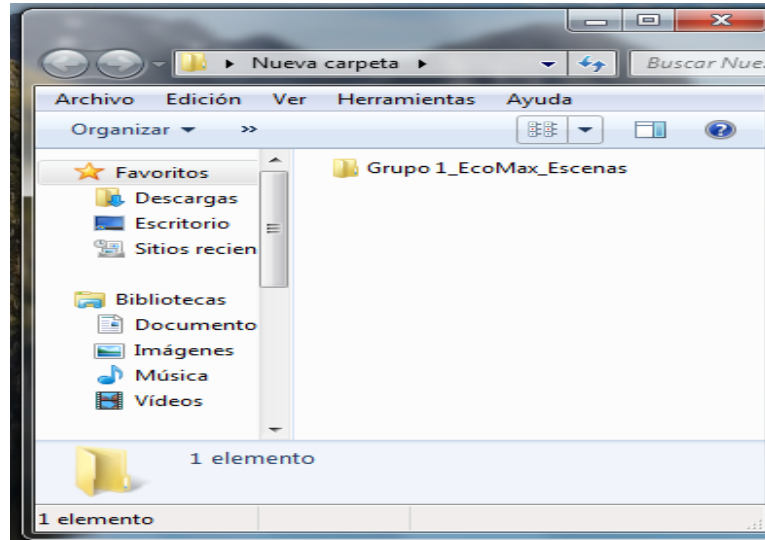 Nueva carpeta
Buscar Nue
Archivo Edición Ver Herramientas Ayuda
Organizar
Favoritos
Descargas
Escritorio
Sitios recien
Bibliotecas
Documento
Imágenes
Música
Vídeos
Grupo 1_EcoMax_Escenas
1 elemento
1 elemento